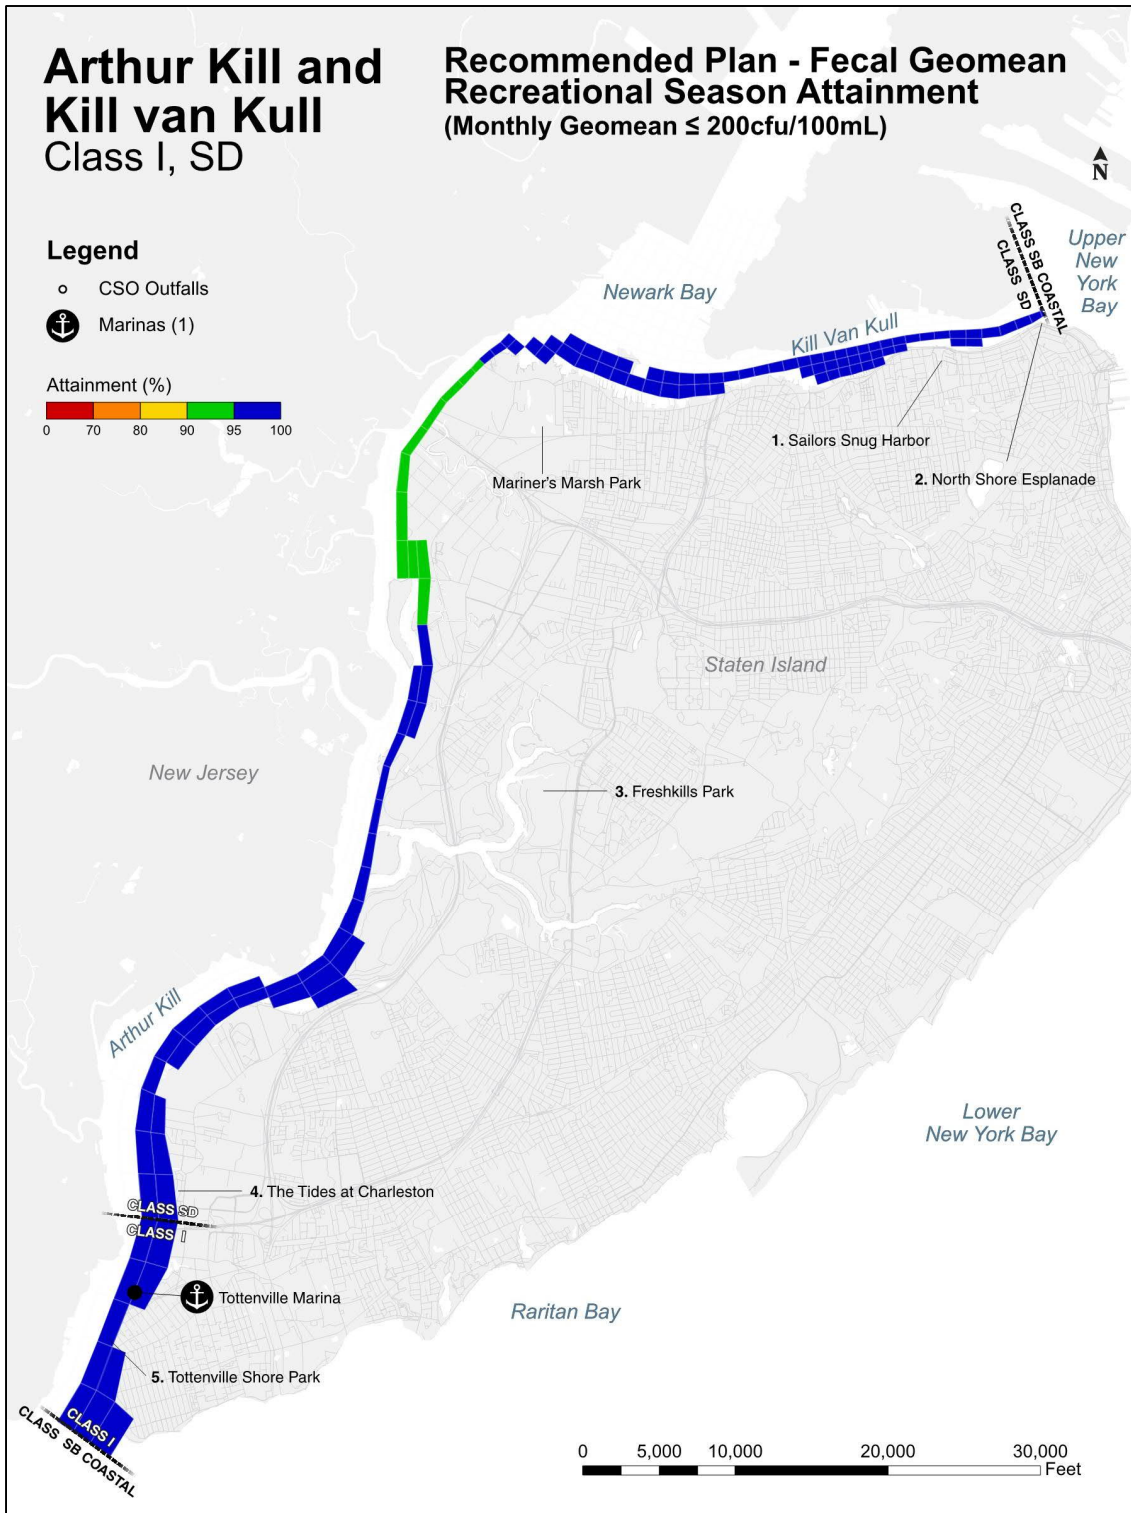 Arthur Kill and
Kill van Kull
Class I, SD
Recommended Plan - Fecal Geomean
Recreational Season Attainment
(Monthly Geomean ≤ 200cfu/100mL)
N
Legend
CSO Outfalls
Marinas (1)
Attainment (%)
0 70 80 90 95 100
CLASS SB COASTAL
CLASS SD
Upper
New
York
Bay
Newark Bay
Kill Van Kull
1. Sailors Snug Harbor
2. North Shore Esplanade
Mariner's Marsh Park
Staten Island
New Jersey
3. Freshkills Park
Arthur Kill
Lower
New York Bay
4. The Tides at Charleston
CLASS SD
CLASS I
Tottenville Marina
Raritan Bay
5. Tottenville Shore Park
CLASS I
CLASS SB COASTAL
0 5,000 10,000 20,000 30,000
Feet